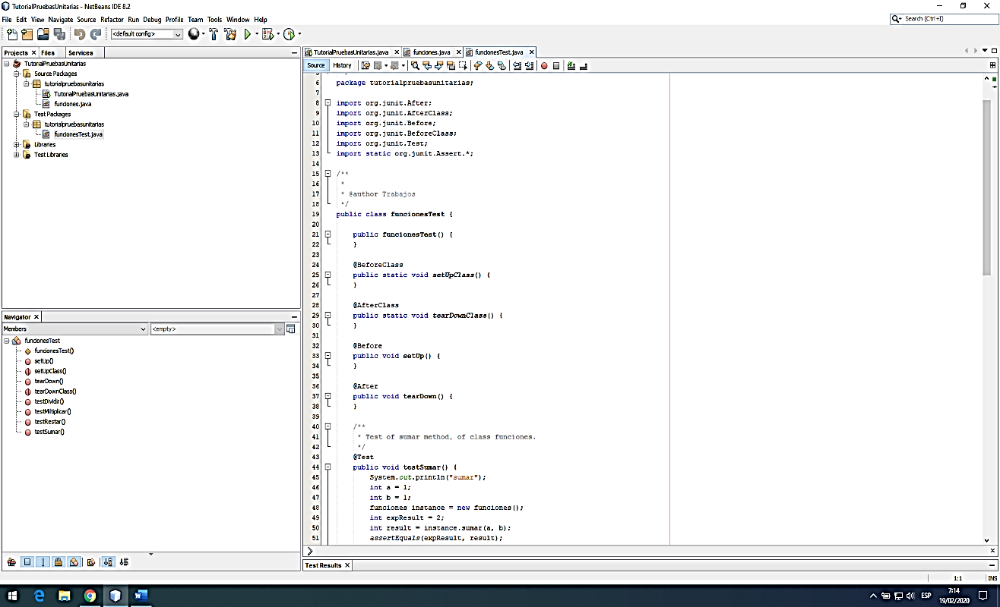 TutorialPruebasUnitarias - NetBeans IDE 8.2
File Edit View Navigate Source Refactor Run Debug Profile Team Tools Window Help
Search (Ctrl+I)
<default config>
Projects Files Services
TutorialPruebasUnitarias
Source Packages
tutorialpruebasunitarias
TutorialPruebasUnitarias.java
funciones.java
Test Packages
tutorialpruebasunitarias
funcionesTest.java
Libraries
Test Libraries
Navigator
Members
<empty>
funcionesTest
funcionesTest()
setUp()
setUpClass()
tearDown()
tearDownClass()
testDividir()
testMiltiplicar()
testRestar()
testSumar()
TutorialPruebasUnitarias.java funciones.java funcionesTest.java
Source History
6 package tutorialpruebasunitarias;
7
8 import org.junit.After;
9 import org.junit.AfterClass;
10 import org.junit.Before;
11 import org.junit.BeforeClass;
12 import org.junit.Test;
13 import static org.junit.Assert.*;
14
15 /**
16 *
17 * @author Trabajos
18 */
19 public class funcionesTest {
20
21 public funcionesTest() {
22 }
23
24 @BeforeClass
25 public static void setUpClass() {
26 }
27
28 @AfterClass
29 public static void tearDownClass() {
30 }
31
32 @Before
33 public void setUp() {
34 }
35
36 @After
37 public void tearDown() {
38 }
39
40 /**
41 * Test of sumar method, of class funciones.
42 */
43 @Test
44 public void testSumar() {
45 System.out.println("sumar");
46 int a = 1;
47 int b = 1;
48 funciones instance = new funciones();
49 int expResult = 2;
50 int result = instance.sumar(a, b);
51 assertEquals(expResult, result);
Test Results
1:1 INS
ESP
7:14
19/02/2020